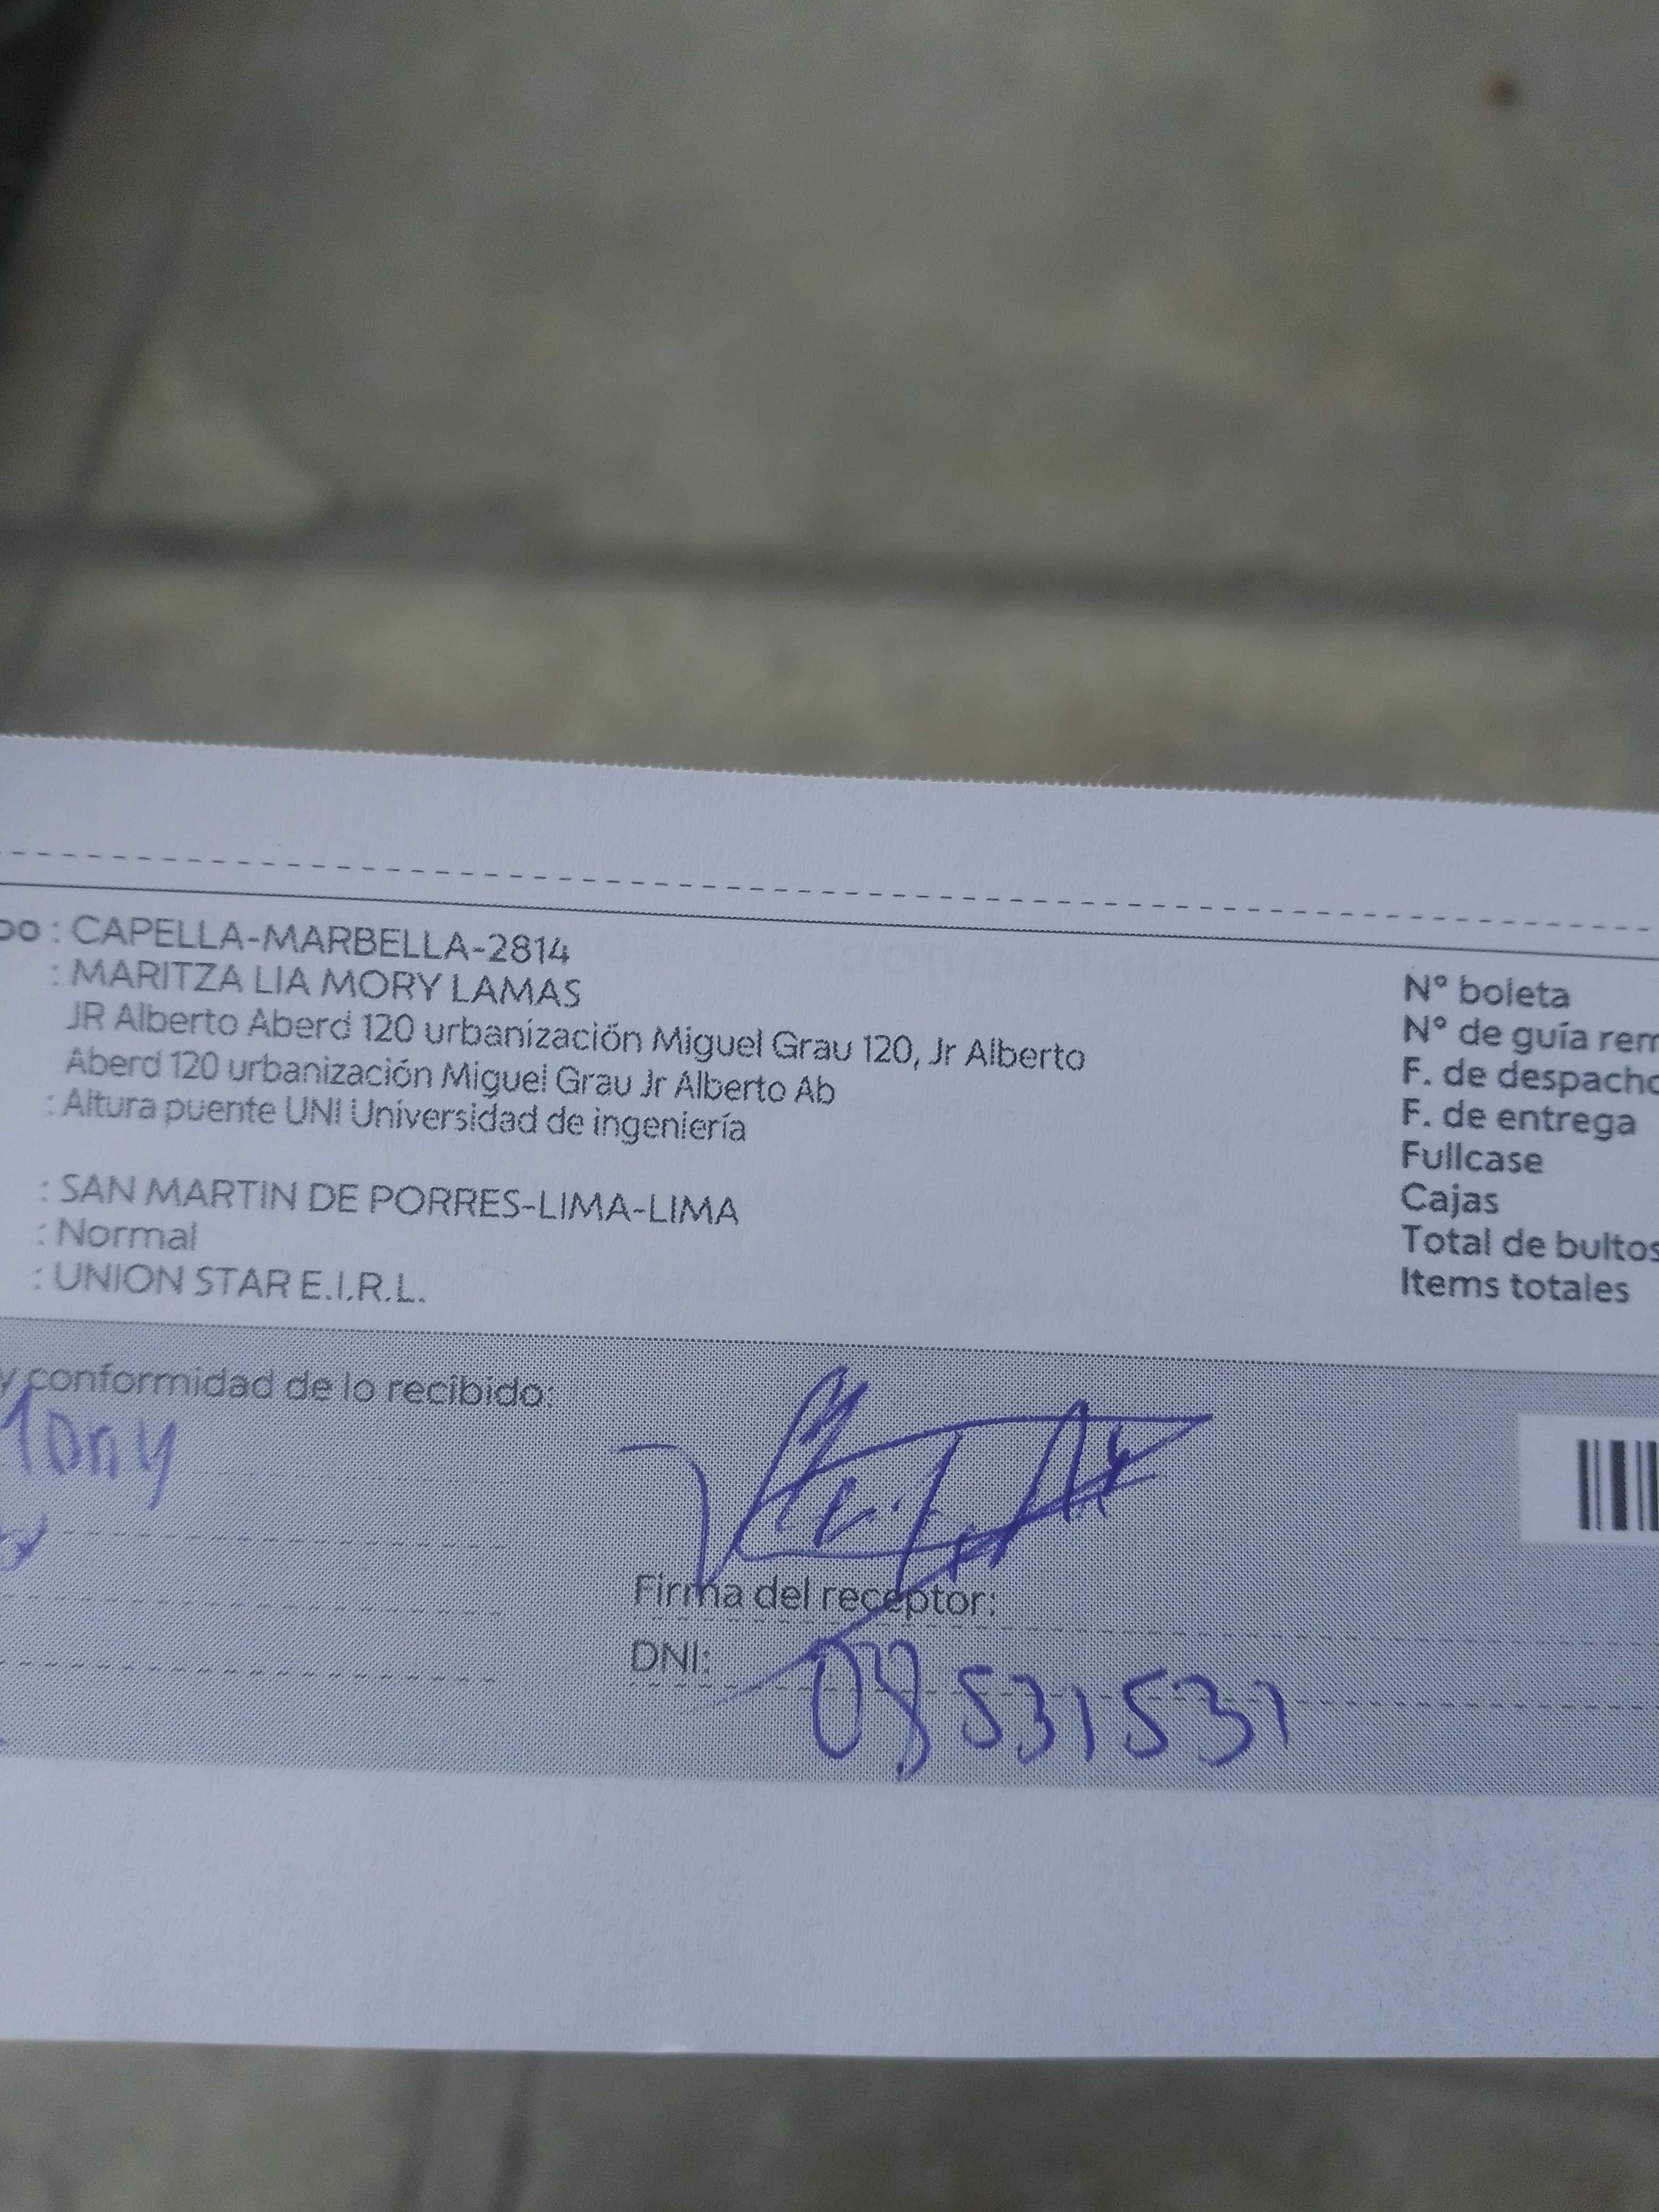 : CAPELLA-MARBELLA-2814
: MARITZA LIA MORY LAMAS
JR Alberto Aberd 120 urbanización Miguel Grau 120, Jr Alberto
Aberd 120 urbanización Miguel Grau Jr Alberto Ab
: Altura puente UNI Universidad de ingeniería
: SAN MARTIN DE PORRES-LIMA-LIMA
: Normal
: UNION STAR E.I.R.L.
N° boleta
N° de guía rem
F. de despacho
F. de entrega
Fullcase
Cajas
Total de bultos
Items totales
y conformidad de lo recibido:
Firma del receptor:
DNI: 08531531